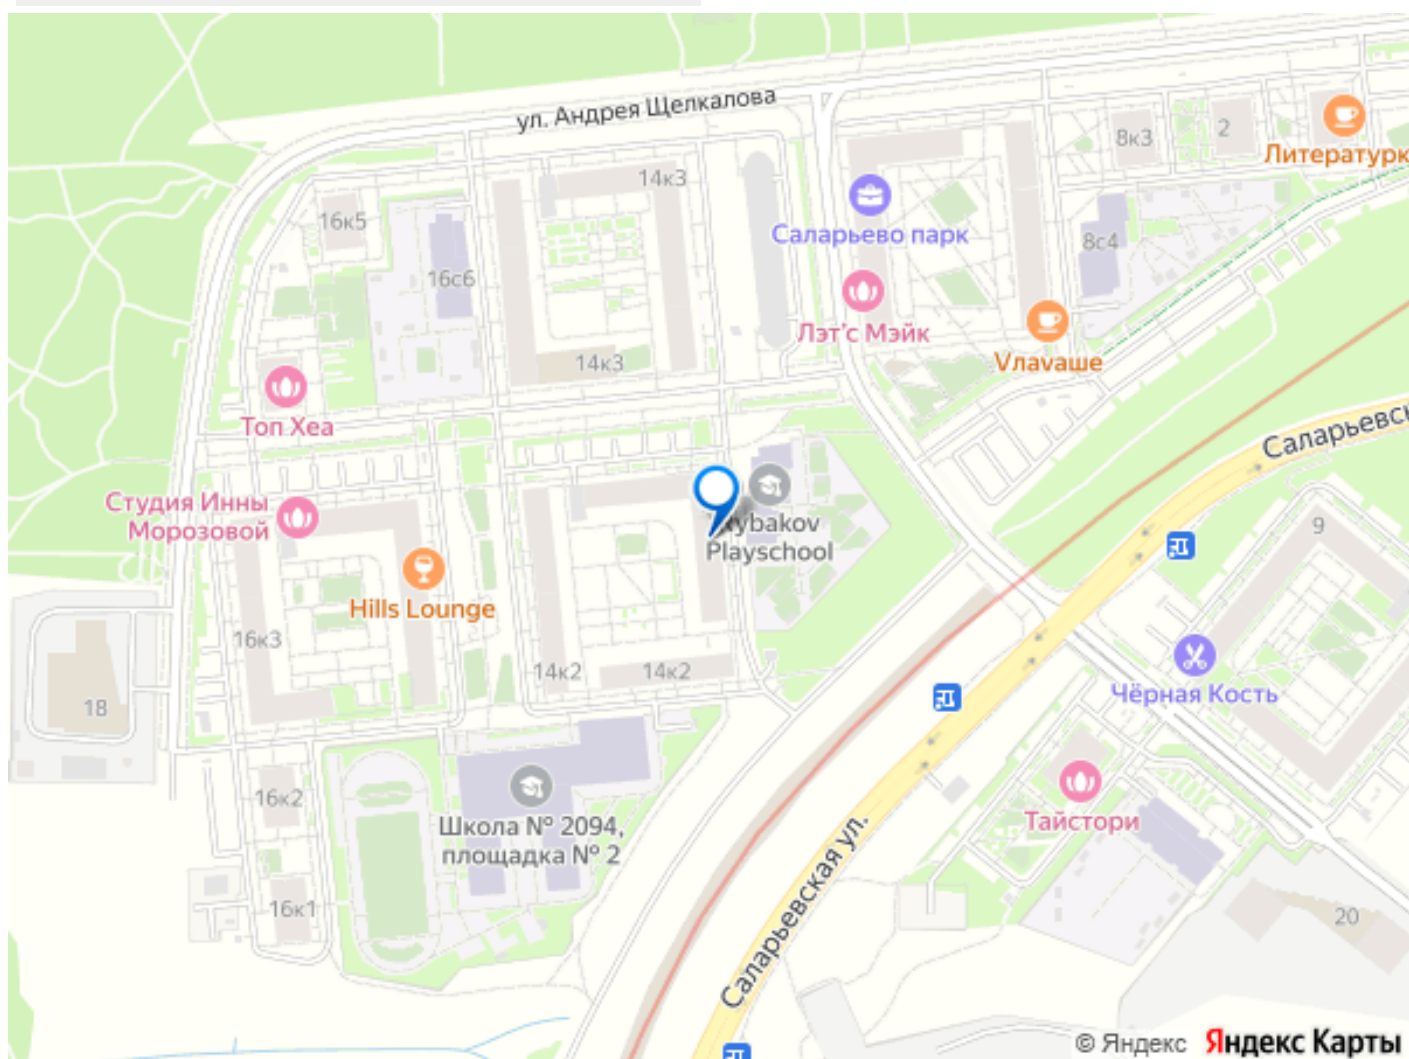 ул. Андрея Щелкалова
14к3
8к3
2
Литературк
16к5
Саларьево парк
8с4
16с6
Лэт'с Мэйк
Vлavaше
14к3
Топ Хеа
Саларьевс
Студия Инны
Морозовой
Playschool
9
Hills Lounge
16к3
14к2
14к2
Чёрная Кость
18
16к2
Школа № 2094,
площадка № 2
Тайстори
Саларьевская ул.
16к1
20
© Яндекс
Яндекс Карты